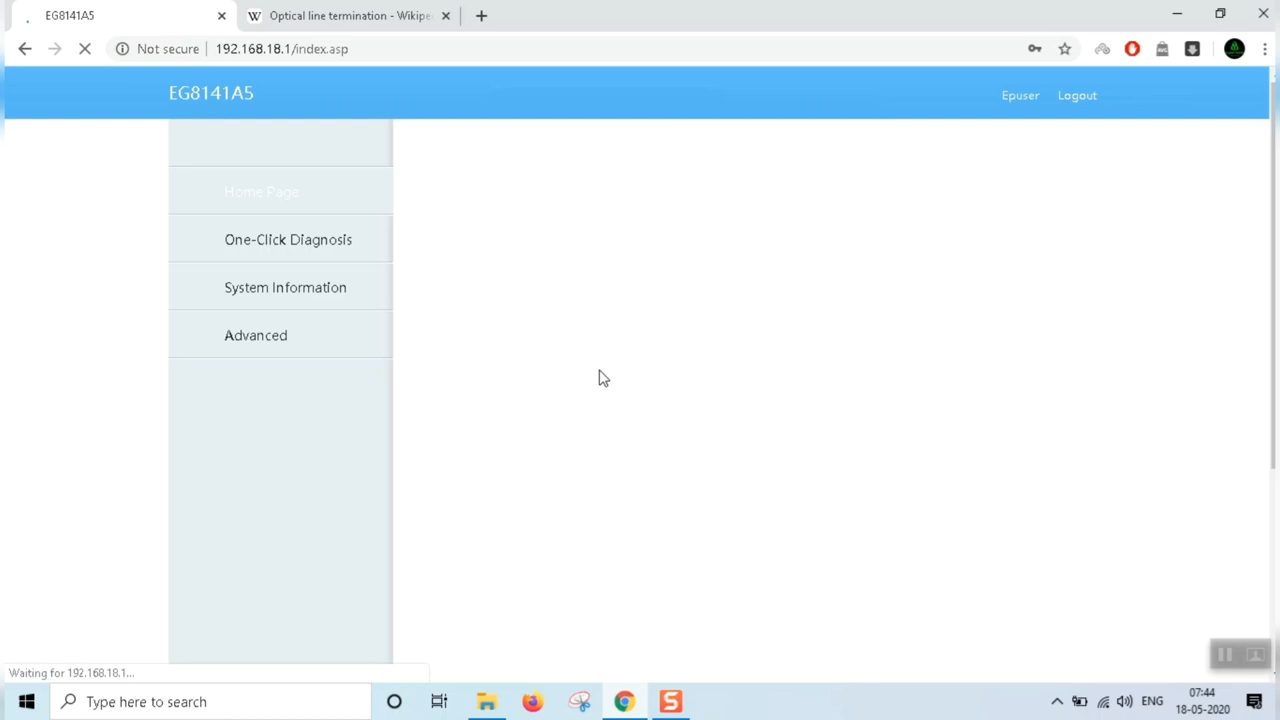 EG8141A5
Optical line termination - Wikipe
Not secure
192.168.18.1/index.asp
EG8141A5
Epuser
Logout
Home Page
One-Click Diagnosis
System Information
Advanced
Waiting for 192.168.18.1...
Type here to search
ENG
07:44
18-05-2020